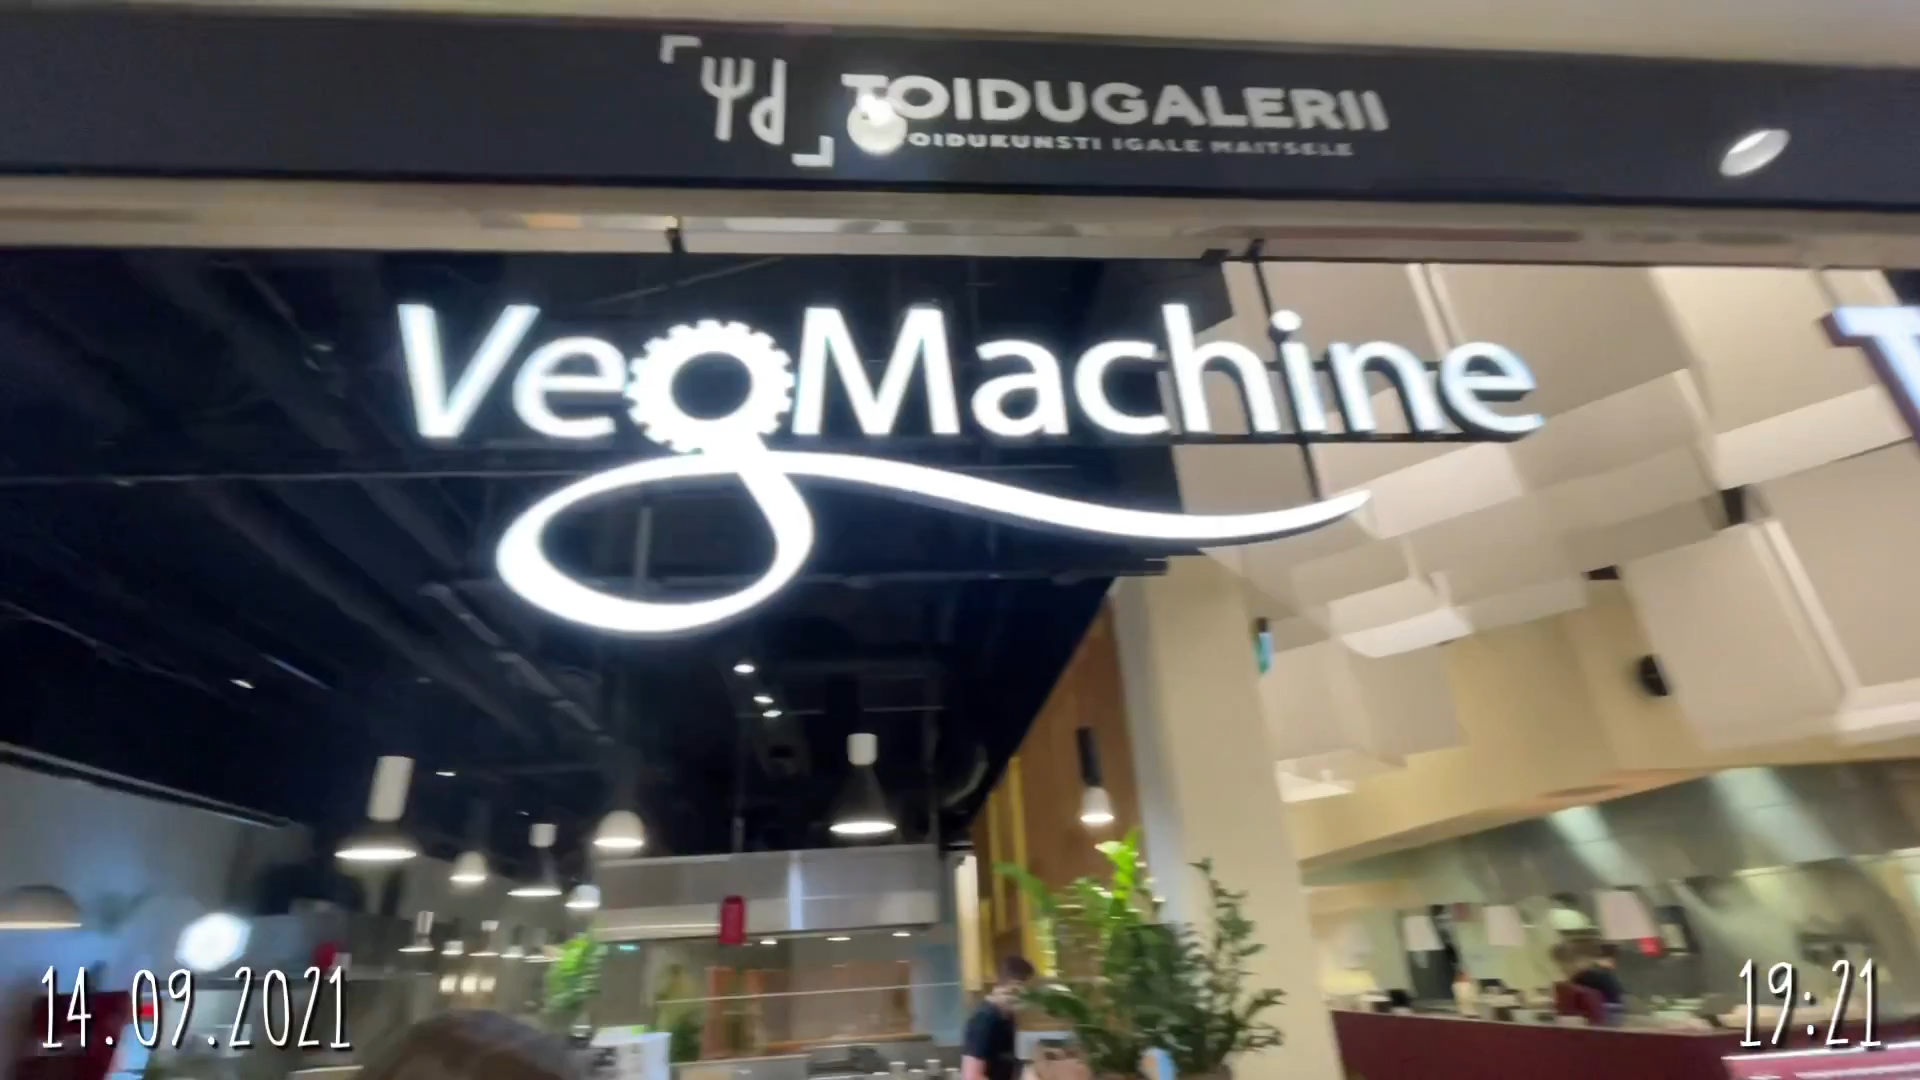 TOIDUGALERII
TOIDUKUNSTI IGALE MAITSELE
VegMachine
14.09.2021
19:21